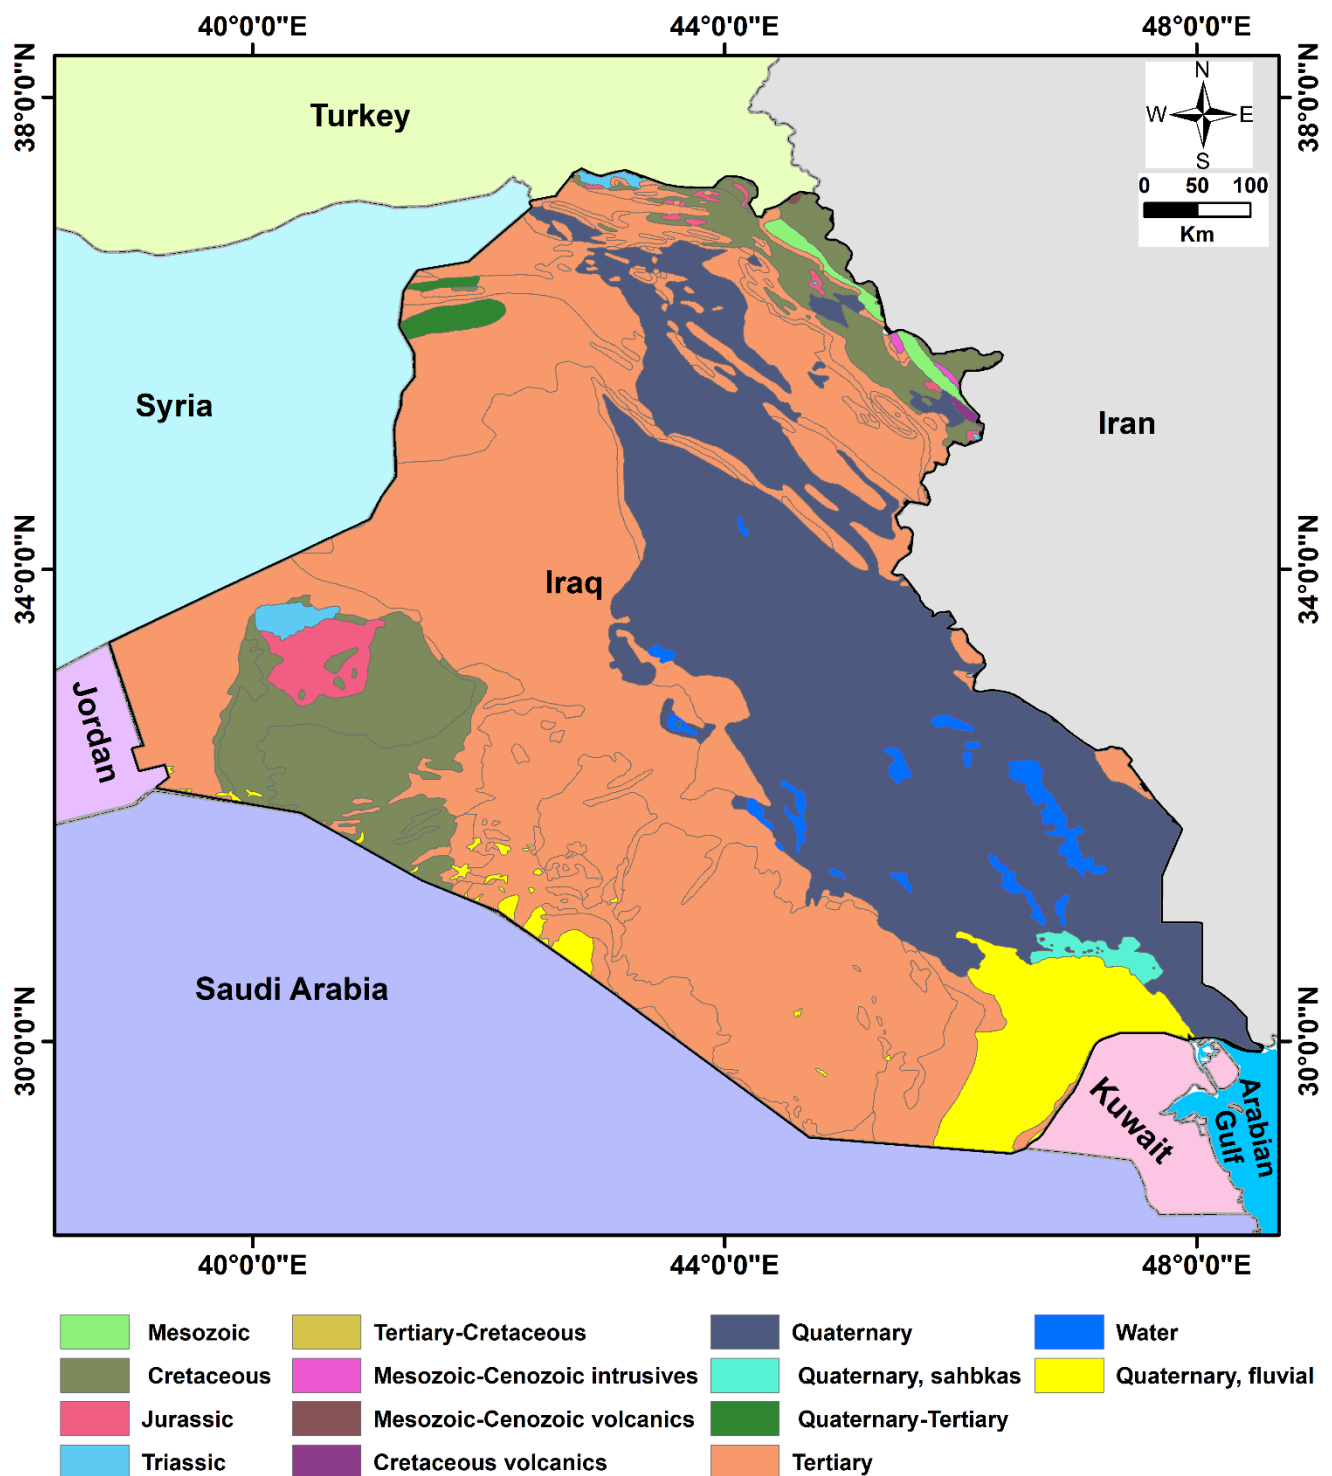 40°0'0"E 44°0'0"E 48°0'0"E
38°0'0"N
38°0'0"N
N
W E
S
0 50 100
Km
Turkey
Syria
Iran
34°0'0"N
34°0'0"N
Iraq
Jordan
Saudi Arabia
30°0'0"N
30°0'0"N
Kuwait
Arabian
Gulf
40°0'0"E 44°0'0"E 48°0'0"E
Mesozoic
Cretaceous
Jurassic
Triassic
Tertiary-Cretaceous
Mesozoic-Cenozoic intrusives
Mesozoic-Cenozoic volcanics
Cretaceous volcanics
Quaternary
Quaternary, sahbkas
Quaternary-Tertiary
Tertiary
Water
Quaternary, fluvial